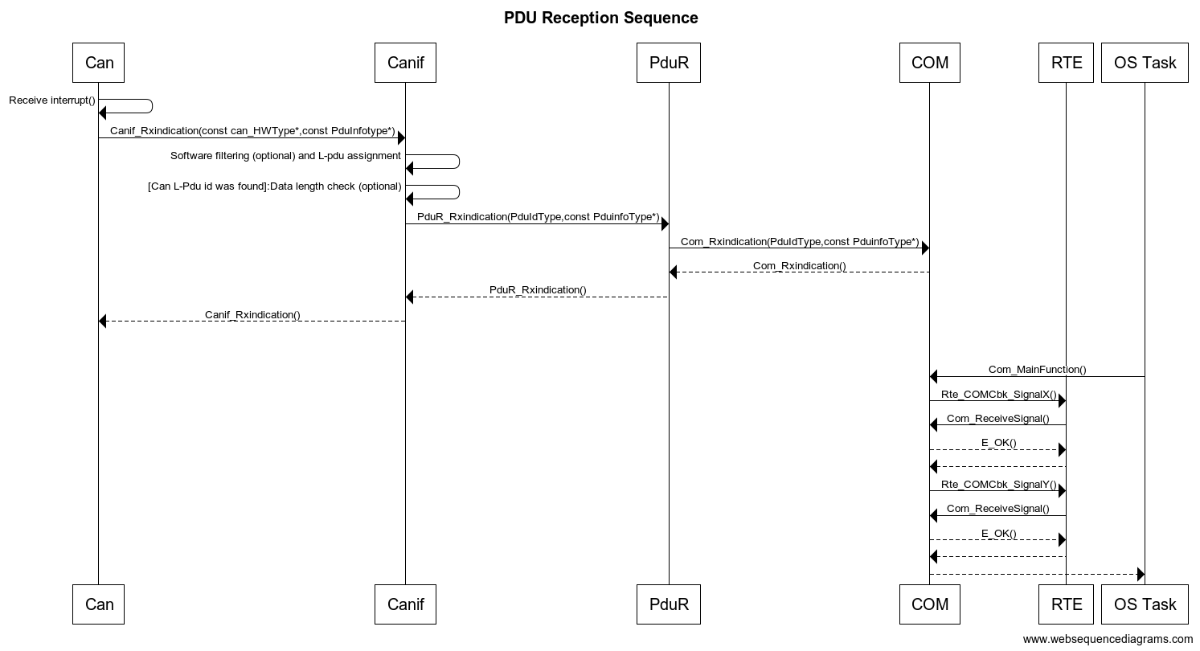 PDU Reception Sequence
Can Canif PduR COM RTE OS Task
Receive interrupt()
Canif_Rxindication(const can_HWType*,const PduInfotype*)
Software filtering (optional) and L-pdu assignment
[Can L-Pdu id was found]:Data length check (optional)
PduR_Rxindication(PduIdType,const PduinfoType*)
Com_Rxindication(PduIdType,const PduinfoType*)
Com_Rxindication()
PduR_Rxindication()
Canif_Rxindication()
Com_MainFunction()
Rte_COMCbk_SignalX()
Com_ReceiveSignal()
E_OK()
Rte_COMCbk_SignalY()
Com_ReceiveSignal()
E_OK()
Can Canif PduR COM RTE OS Task
www.websequencediagrams.com